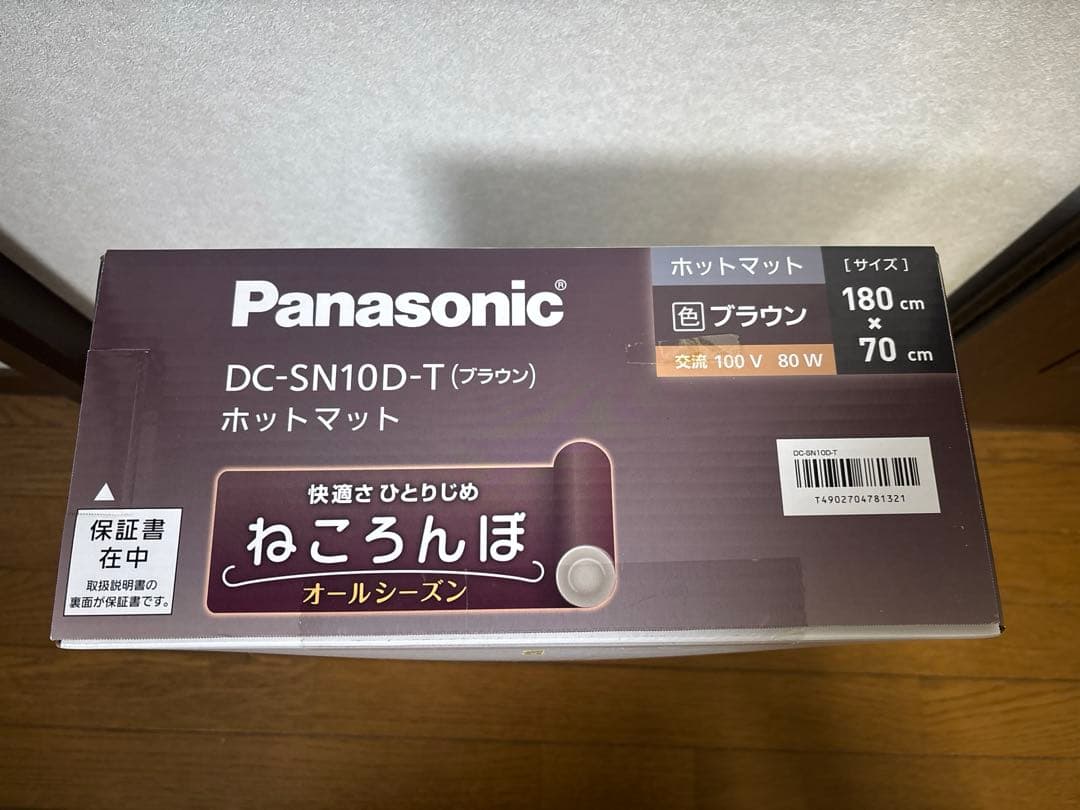 Panasonic®
DC-SN10D-T(ブラウン)
ホットマット
ホットマット
色 ブラウン
交流 100 V 80 W
[サイズ]
180 cm
×
70 cm
DC-SN10D-T
T4902704781321
快適さ ひとりじめ
ねころんぼ
オールシーズン
保証書
在中
取扱説明書の
裏面が保証書です。